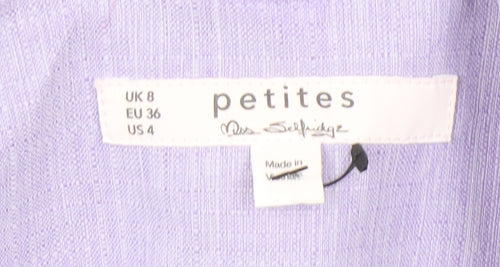 UK 8
EU 36
US 4
petites
Miss Selfridge
Made in